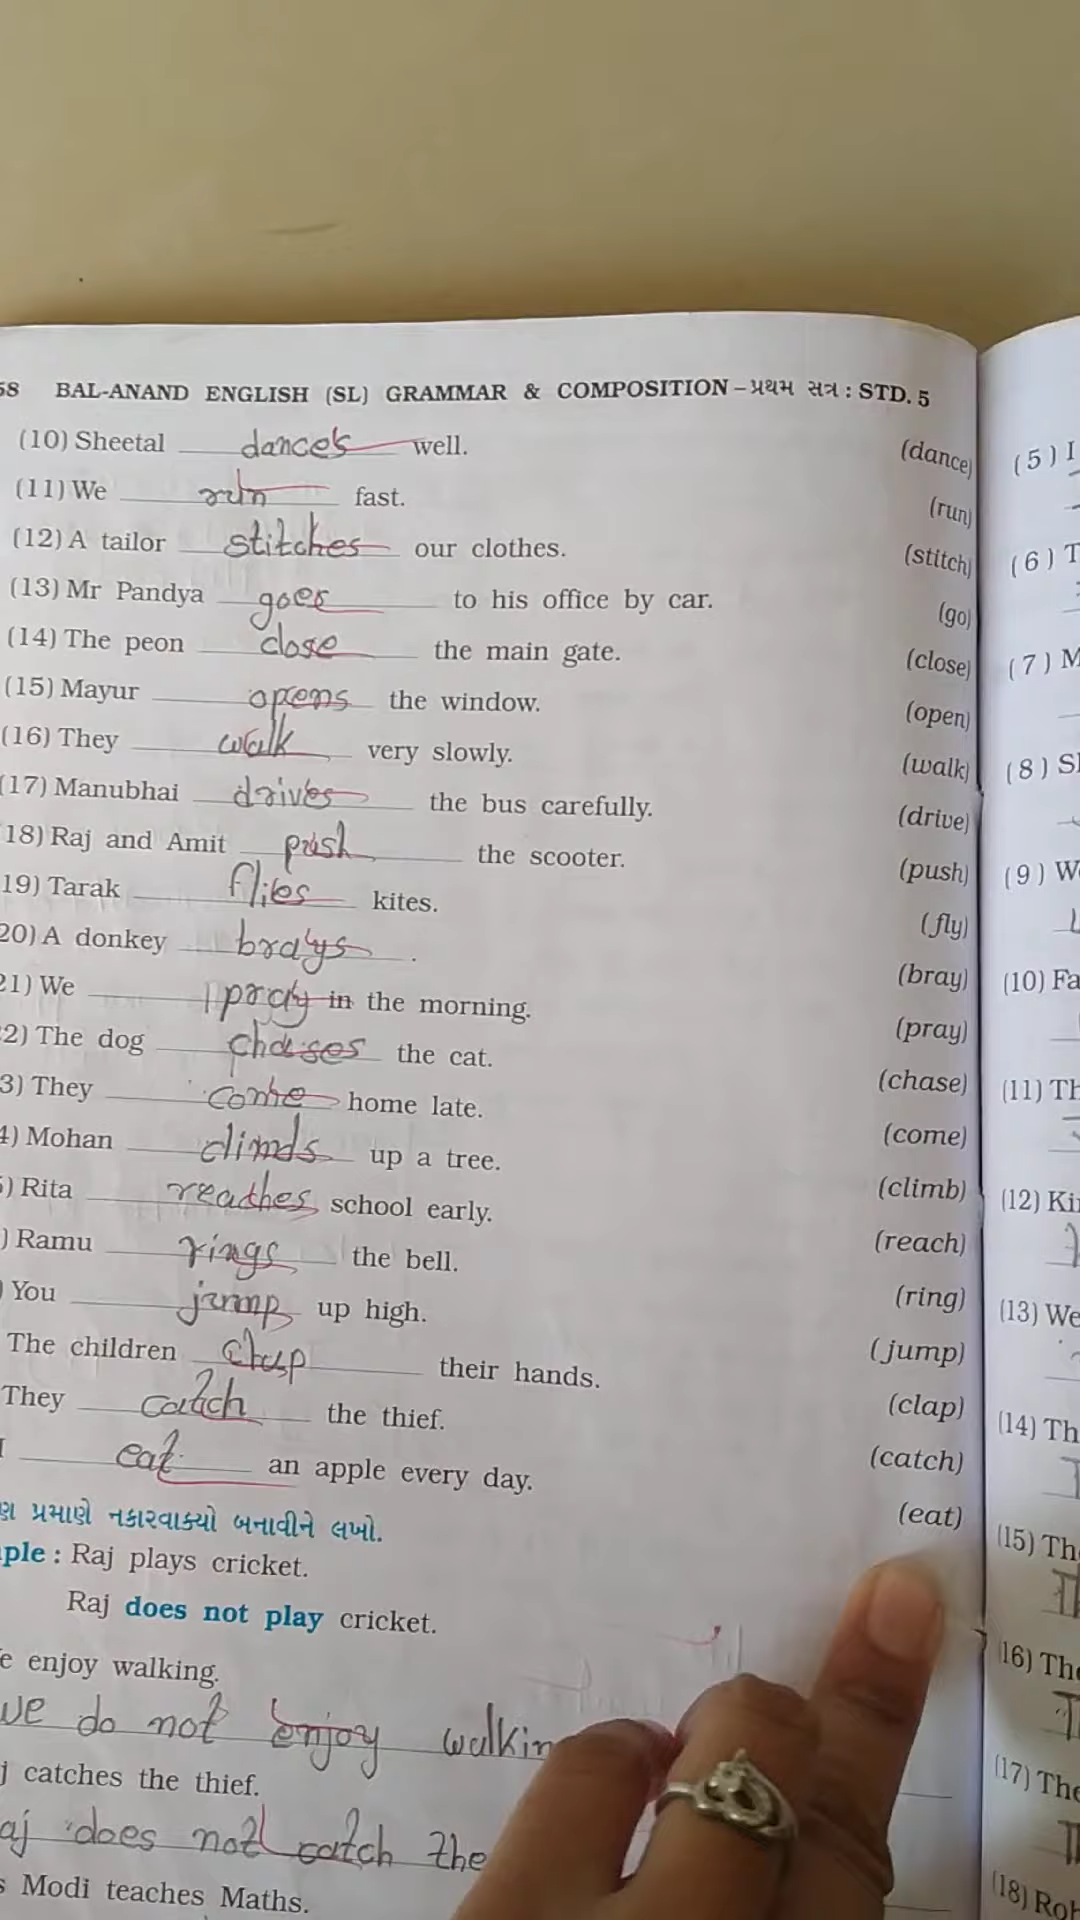 58 BAL-ANAND ENGLISH (SL) GRAMMAR & COMPOSITION – પ્રથમ સત્ર : STD. 5
(10) Sheetal dances well. (dance)
(11) We run fast. (run)
(12) A tailor stitches our clothes. (stitch)
(13) Mr Pandya goes to his office by car. (go)
(14) The peon close the main gate. (close)
(15) Mayur opens the window. (open)
(16) They walk very slowly. (walk)
(17) Manubhai drives the bus carefully. (drive)
18) Raj and Amit push the scooter. (push)
19) Tarak flies kites. (fly)
20) A donkey brays. (bray)
21) We pray in the morning. (pray)
2) The dog chases the cat. (chase)
3) They come home late. (come)
4) Mohan climds up a tree. (climb)
) Rita reaches school early. (reach)
) Ramu rings the bell. (ring)
You jump up high. (jump)
The children clap their hands. (clap)
They catch the thief. (catch)
I eat an apple every day. (eat)
પ્રમાણે નકારવાક્યો બનાવીને લખો.
ple : Raj plays cricket.
Raj does not play cricket.
e enjoy walking.
we do not enjoy walkin
j catches the thief.
aj does not catch the
s Modi teaches Maths.
(5) I
(6) T
(7) M
(8) S
(9) W
(10) Fa
(11) Th
(12) Ki
(13) We
(14) Th
(15) Th
(16) The
(17) The
(18) Roh